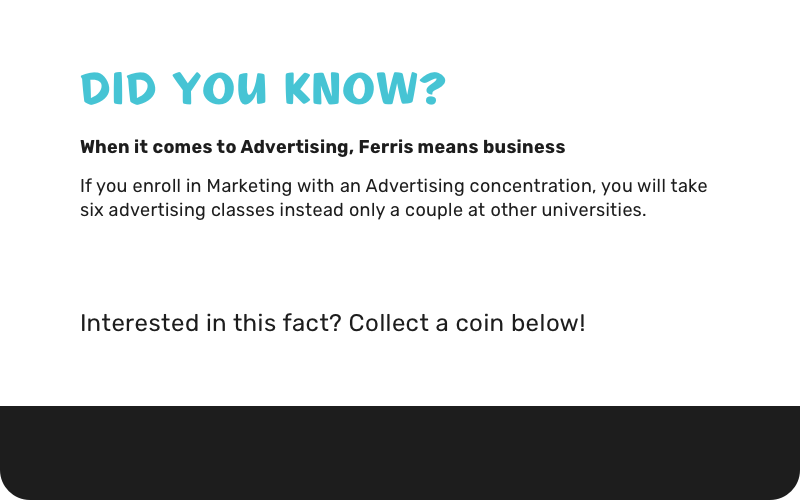 DID YOU KNOW?
When it comes to Advertising, Ferris means business
If you enroll in Marketing with an Advertising concentration, you will take
six advertising classes instead only a couple at other universities.
Interested in this fact? Collect a coin below!